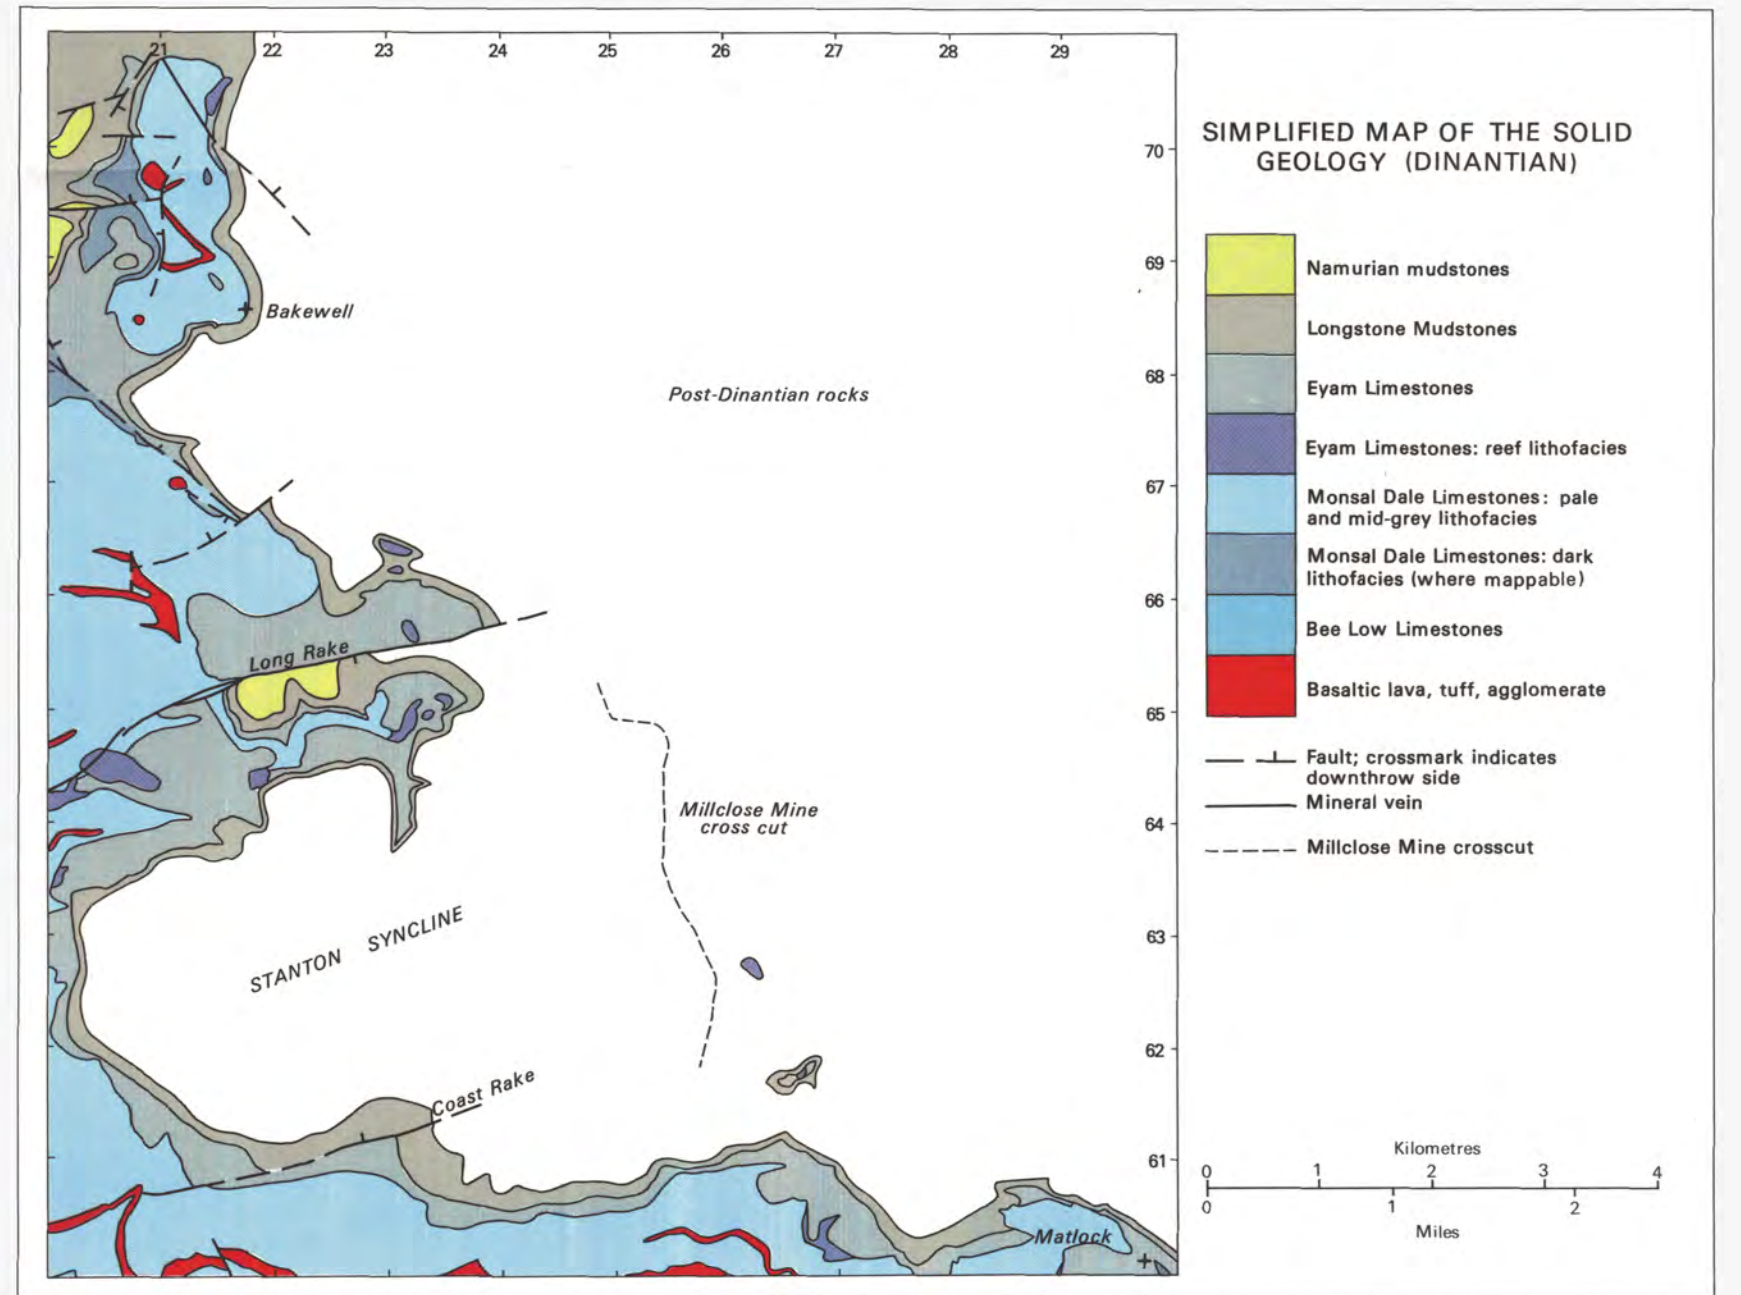 21 22 23 24 25 26 27 28 29
SIMPLIFIED MAP OF THE SOLID
GEOLOGY (DINANTIAN)
70
69
68
67
66
65
64
63
62
61
Bakewell
Post-Dinantian rocks
Long Rake
Millclose Mine
cross cut
STANTON SYNCLINE
Coast Rake
Matlock
Namurian mudstones
Longstone Mudstones
Eyam Limestones
Eyam Limestones: reef lithofacies
Monsal Dale Limestones: pale
and mid-grey lithofacies
Monsal Dale Limestones: dark
lithofacies (where mappable)
Bee Low Limestones
Basaltic lava, tuff, agglomerate
Fault; crossmark indicates
downthrow side
Mineral vein
Millclose Mine crosscut
Kilometres
0 1 2 3 4
0 1 2
Miles